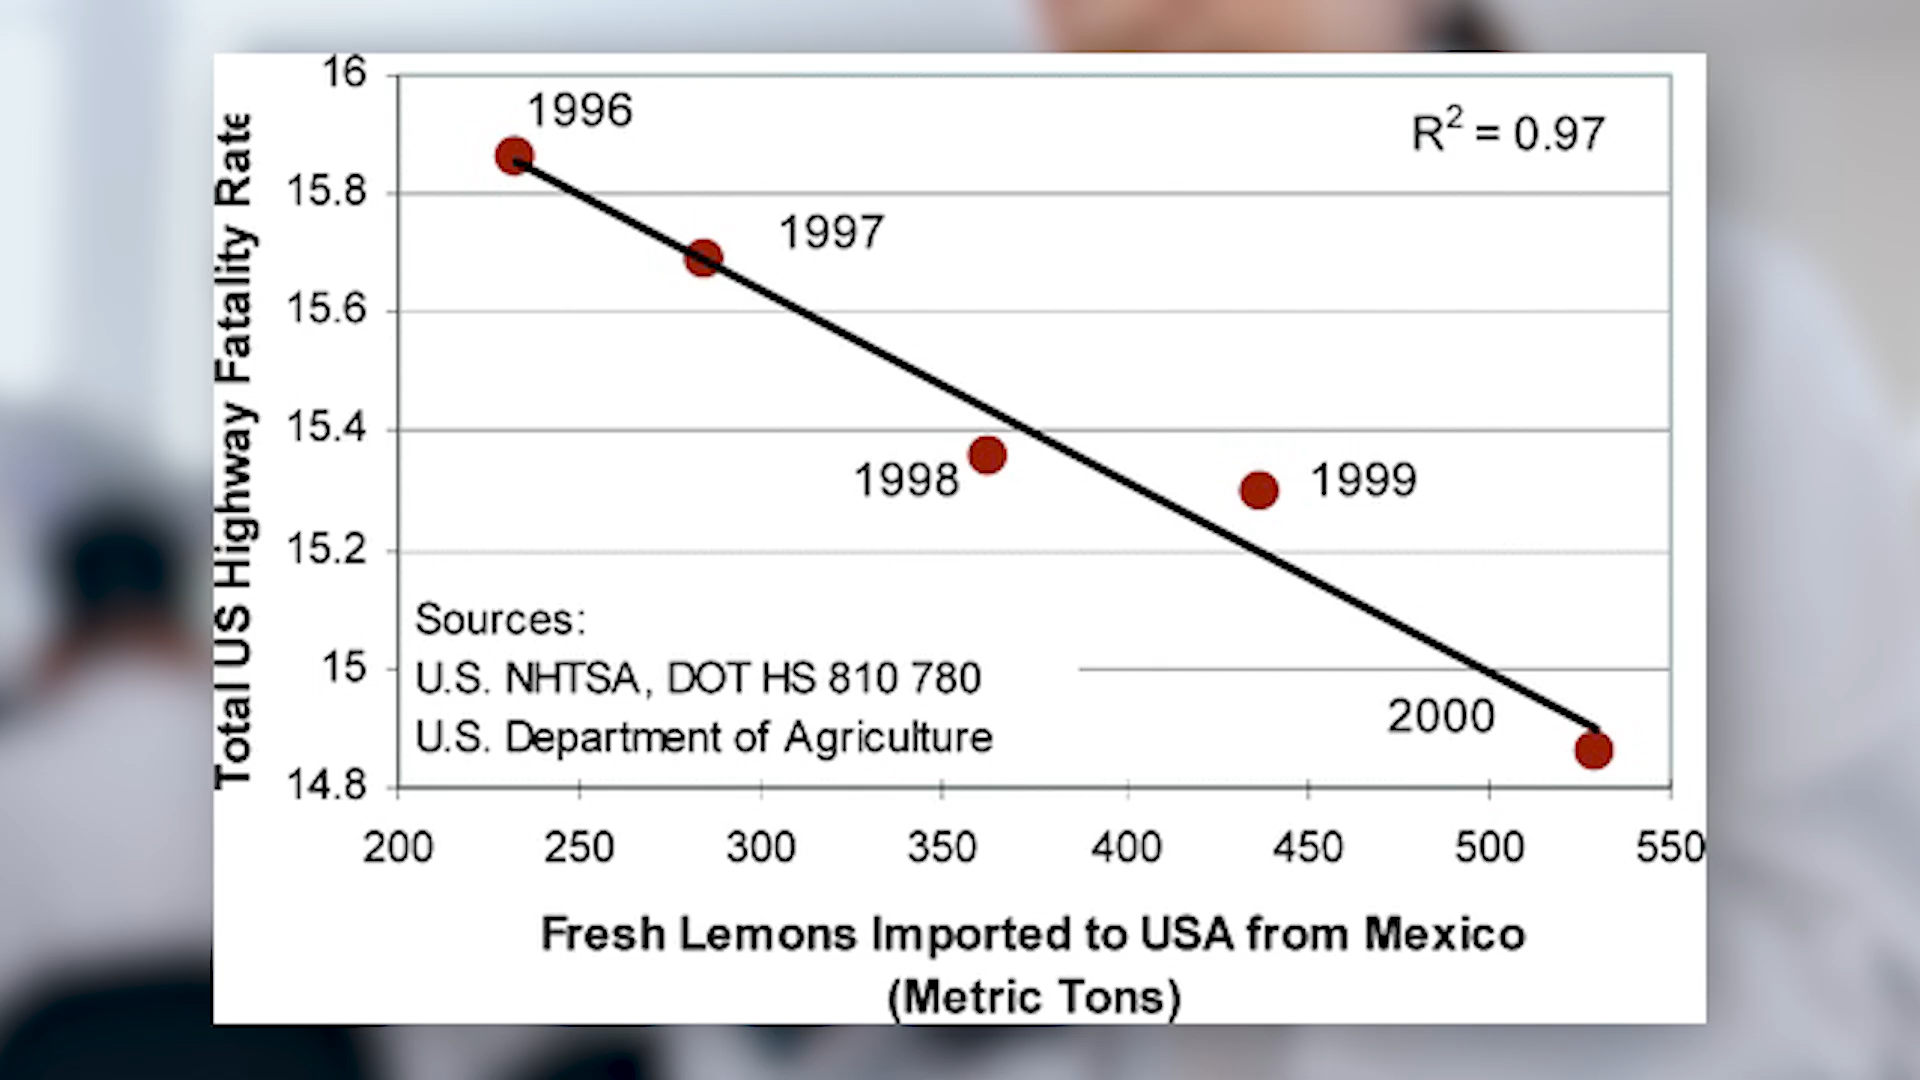 Total US Highway Fatality Rate
16
15.8
15.6
15.4
15.2
15
14.8
1996
1997
1998
1999
2000
R² = 0.97
Sources:
U.S. NHTSA, DOT HS 810 780
U.S. Department of Agriculture
200 250 300 350 400 450 500 550
Fresh Lemons Imported to USA from Mexico
(Metric Tons)